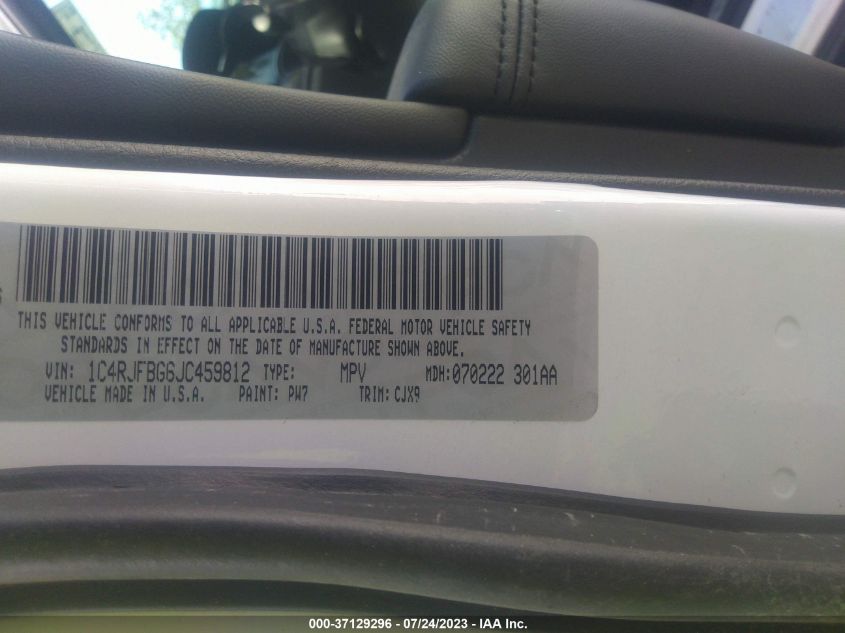 THIS VEHICLE CONFORMS TO ALL APPLICABLE U.S.A. FEDERAL MOTOR VEHICLE SAFETY
STANDARDS IN EFFECT ON THE DATE OF MANUFACTURE SHOWN ABOVE.
VIN: 1C4RJFBG6JC459812 TYPE: MPV MDH:070222 301AA
VEHICLE MADE IN U.S.A. PAINT: PW7 TRIM: CJX9
000-37129296 - 07/24/2023 - IAA Inc.